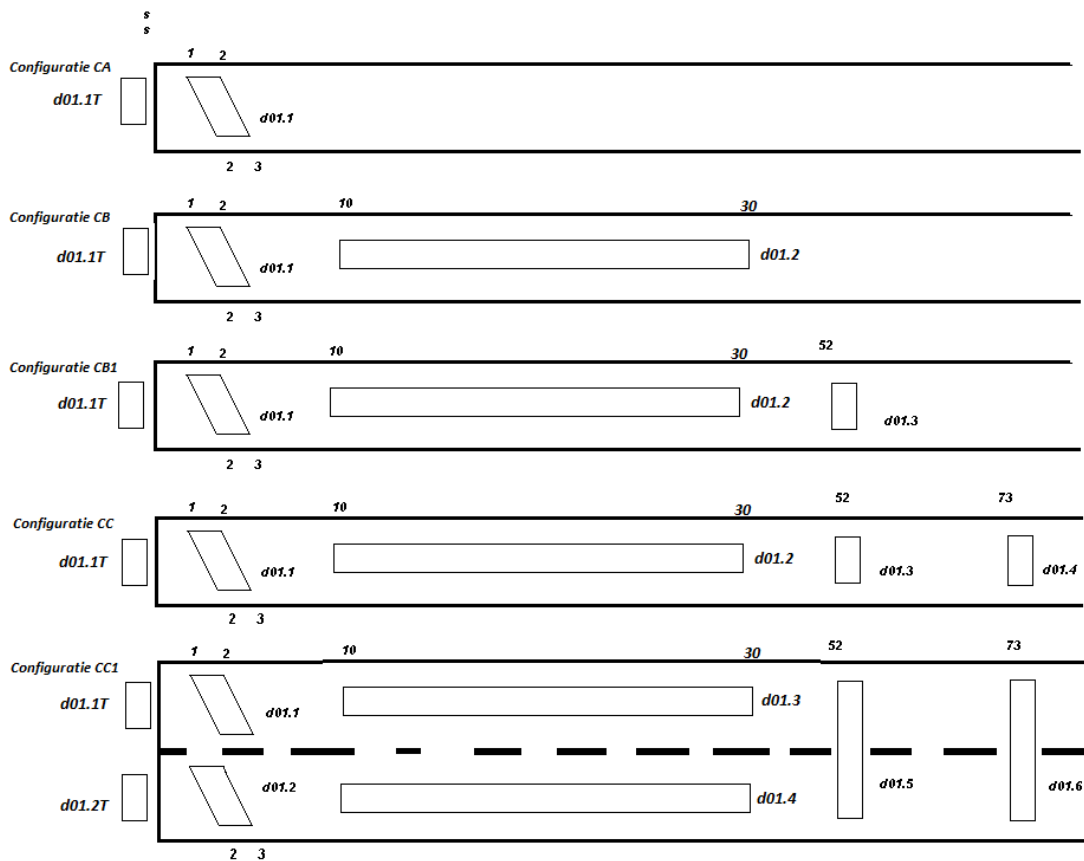 s
s
1 2
Configuratie CA
d01.1T
d01.1
2 3
1 2 10 30
Configuratie CB
d01.1T
d01.1
d01.2
2 3
1 2 10 30 52
Configuratie CB1
d01.1T
d01.1
d01.2
d01.3
2 3
1 2 10 30 52 73
Configuratie CC
d01.1T
d01.1
d01.2
d01.3
d01.4
2 3
1 2 10 30 52 73
Configuratie CC1
d01.1T
d01.1
d01.3
d01.2T
d01.2
d01.4
d01.5
d01.6
2 3